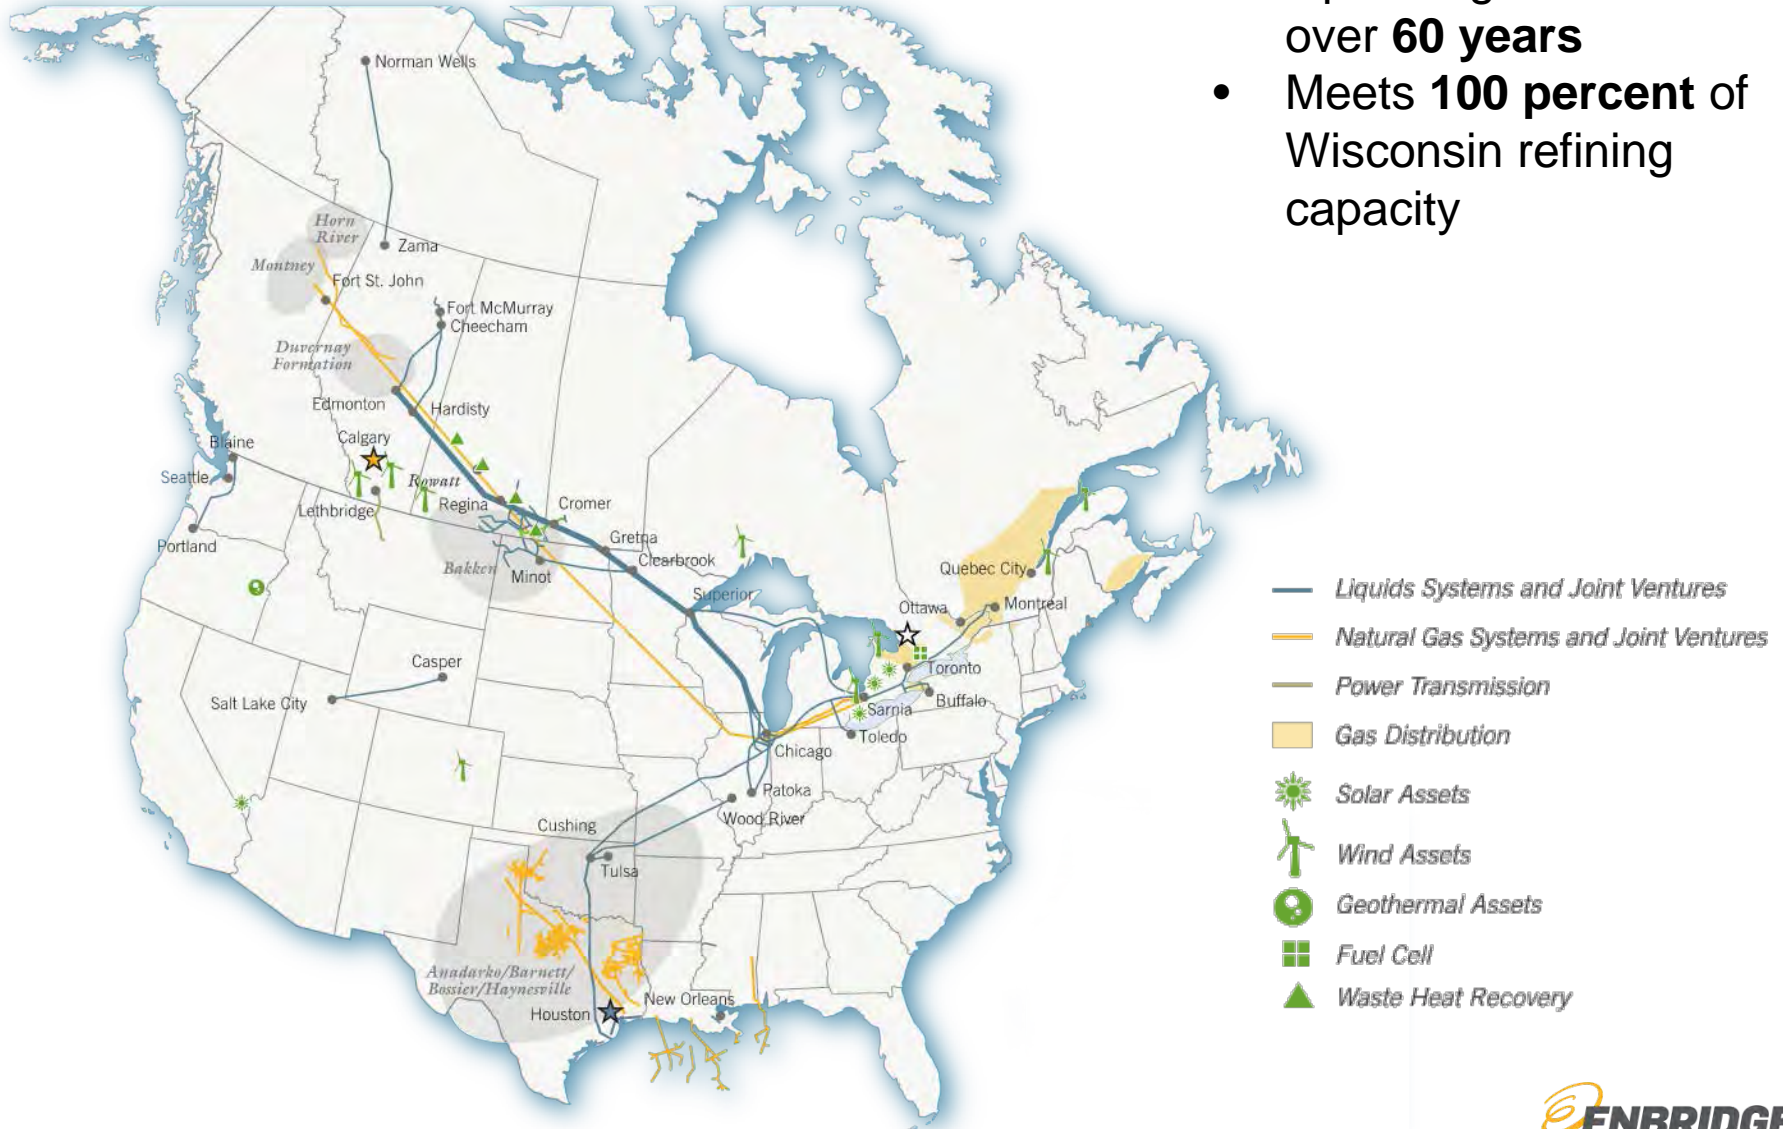 over 60 years
• Meets 100 percent of
Wisconsin refining
capacity
Norman Wells
Horn
River
Zama
Montney
Fort St. John
Fort McMurray
Cheecham
Duvernay
Formation
Edmonton
Hardisty
Calgary
Blaine
Seattle
Rowatt
Regina
Cromer
Lethbridge
Portland
Gretna
Clearbrook
Bakken
Minot
Superior
Quebec City
Ottawa
Montreal
Toronto
Casper
Salt Lake City
Buffalo
Sarnia
Toledo
Chicago
Patoka
Wood River
Cushing
Tulsa
Anadarko/Barnett/
Bossier/Haynesville
New Orleans
Houston
Liquids Systems and Joint Ventures
Natural Gas Systems and Joint Ventures
Power Transmission
Gas Distribution
Solar Assets
Wind Assets
Geothermal Assets
Fuel Cell
Waste Heat Recovery
ENBRIDGE